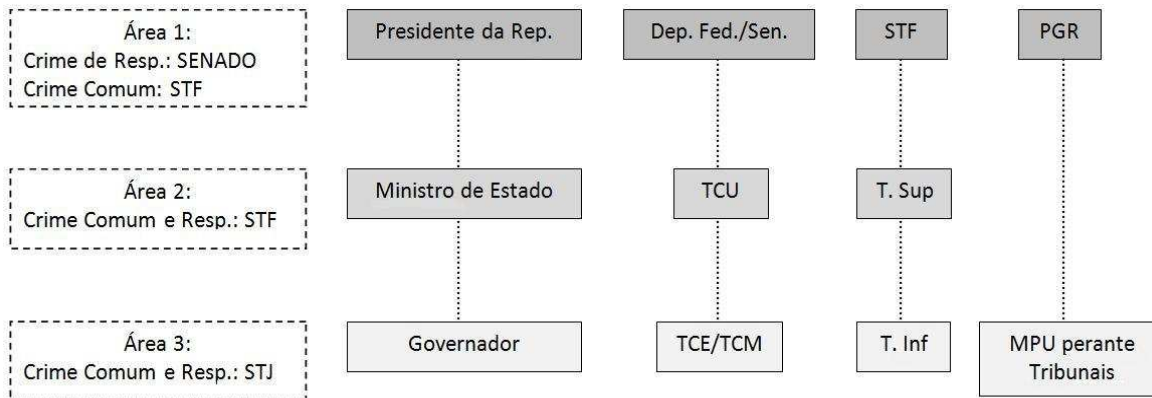 Área 1:
Crime de Resp.: SENADO
Crime Comum: STF
Presidente da Rep.
Dep. Fed./Sen.
STF
PGR
Área 2:
Crime Comum e Resp.: STF
Ministro de Estado
TCU
T. Sup
Área 3:
Crime Comum e Resp.: STJ
Governador
TCE/TCM
T. Inf
MPU perante
Tribunais